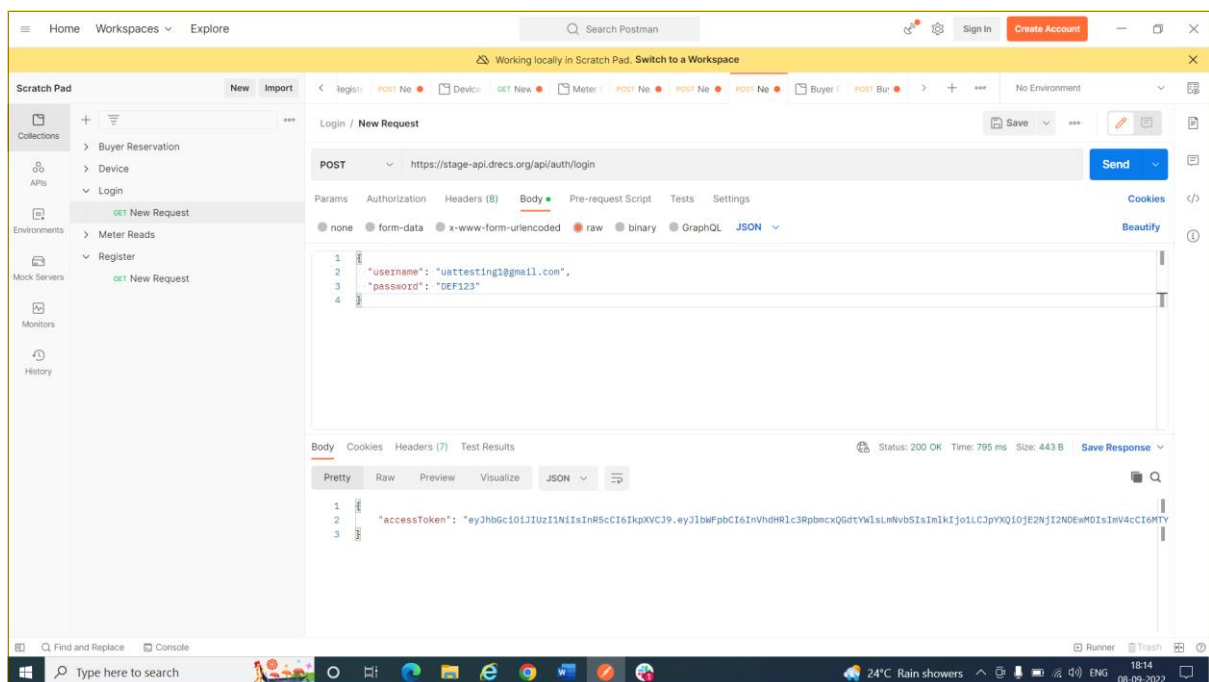 Home Workspaces Explore Search Postman Sign In Create Account
Working locally in Scratch Pad. Switch to a Workspace
Scratch Pad New Import Regist POST Ne Device GET New Meter POST Ne POST Ne POST Ne Buyer POST Buy + No Environment
Collections
APIs
Environments
Mock Servers
Monitors
History
Buyer Reservation
Device
Login
GET New Request
Meter Reads
Register
GET New Request
Login / New Request Save
POST https://stage-api.drecs.org/api/auth/login Send
Params Authorization Headers (8) Body Pre-request Script Tests Settings Cookies
none form-data x-www-form-urlencoded raw binary GraphQL JSON Beautify
1 {
2 "username": "uattesting1@gmail.com",
3 "password": "DEF123"
4 }
Body Cookies Headers (7) Test Results Status: 200 OK Time: 795 ms Size: 443 B Save Response
Pretty Raw Preview Visualize JSON
1 {
2 "accessToken": "eyJhbGciOiJIUzI1NiIsInR5cCI6IkpXVCJ9.eyJlbWFpbCI6InVhdHRlc3RpbmcxQGdtYWlsLmNvbSIsImlkIjo1LCJpYXQiOjE2NjI2NDEwMDIsImV4cCI6MTY
3 }
Find and Replace Console Runner Trash
Type here to search 24°C Rain showers ENG 18:14
08-09-2022